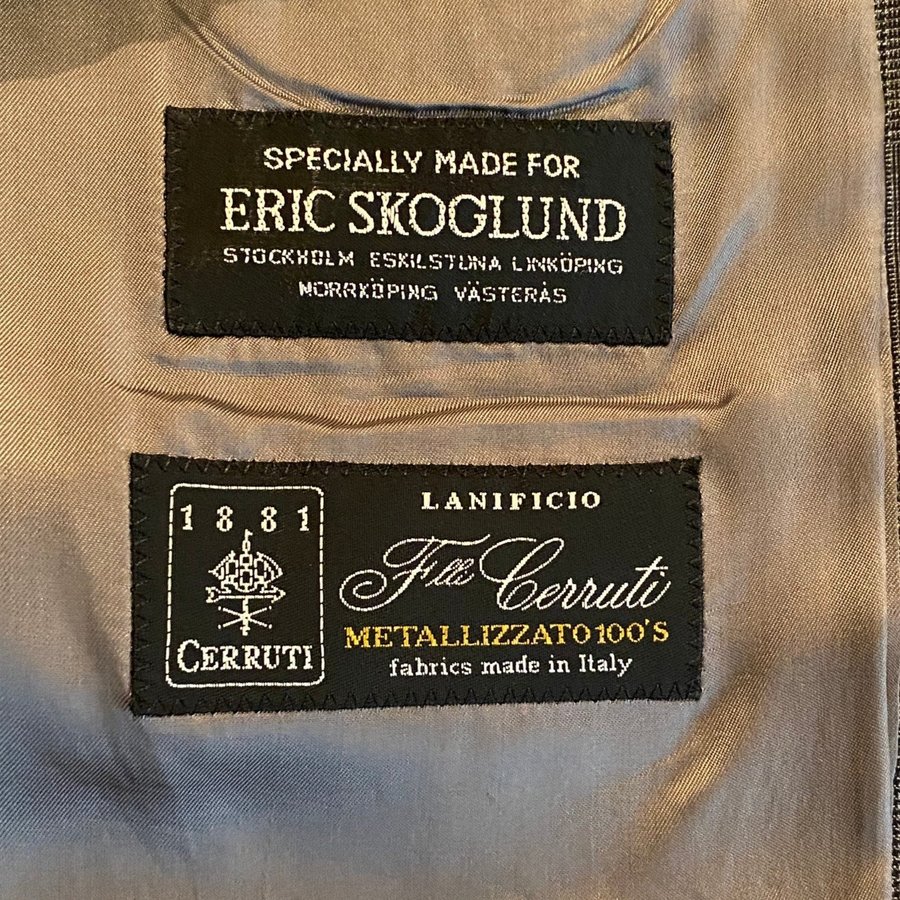 SPECIALLY MADE FOR
ERIC SKOGLUND
STOCKHOLM ESKILSTUNA LINKÖPING
NORRKÖPING VÄSTERÅS
1881
CERRUTI
LANIFICIO
Flli Cerruti
METALLIZZATO 100'S
fabrics made in Italy